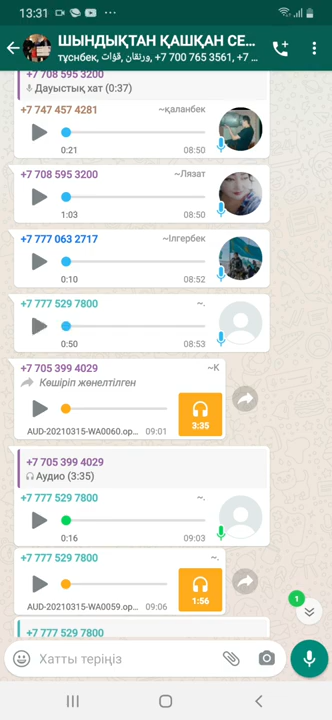 13:31
ШЫНДЫҚТАН ҚАШҚАН СЕ...
түснбек, ورتقان, قۇات, +7 700 765 3561, +7 ...
+7 708 595 3200
Дауыстық хат (0:37)
+7 747 457 4281 ~қаланбек
0:21 08:50
+7 708 595 3200 ~Лязат
1:03 08:50
+7 777 063 2717 ~Ілгербек
0:10 08:52
+7 777 529 7800 ~.
0:50 08:53
+7 705 399 4029 ~К
Көшіріп жөнелтілген
3:35
AUD-20210315-WA0060.op... 09:01
+7 705 399 4029
Аудио (3:35)
+7 777 529 7800 ~.
0:16 09:03
+7 777 529 7800 ~.
1:56
AUD-20210315-WA0059.op... 09:06
1
+7 777 529 7800
Хатты теріңіз